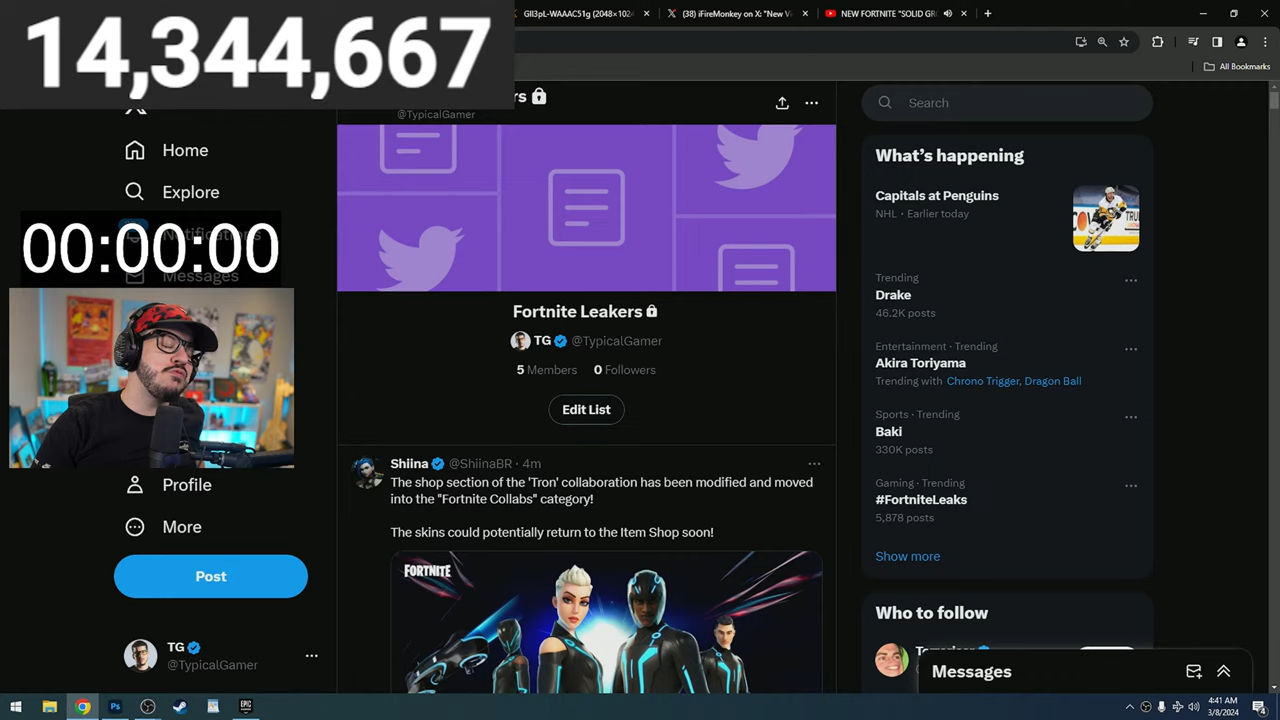 14,344,667
GII3pL-WAAAC51g (2048×1024
(38) iFireMonkey on X: "New V
NEW FORTNITE "SOLID GR
All Bookmarks
@TypicalGamer
Home
Explore
Notifications
Messages
00:00:00
Profile
More
Post
TG
@TypicalGamer
Fortnite Leakers
TG @TypicalGamer
5 Members 0 Followers
Edit List
Shiina @ShiinaBR · 4m
The shop section of the 'Tron' collaboration has been modified and moved
into the "Fortnite Collabs" category!
The skins could potentially return to the Item Shop soon!
FORTNITE
Search
What's happening
Capitals at Penguins
NHL · Earlier today
Trending
Drake
46.2K posts
Entertainment · Trending
Akira Toriyama
Trending with Chrono Trigger, Dragon Ball
Sports · Trending
Baki
330K posts
Gaming · Trending
#FortniteLeaks
5,878 posts
Show more
Who to follow
Messages
4:41 AM
3/8/2024